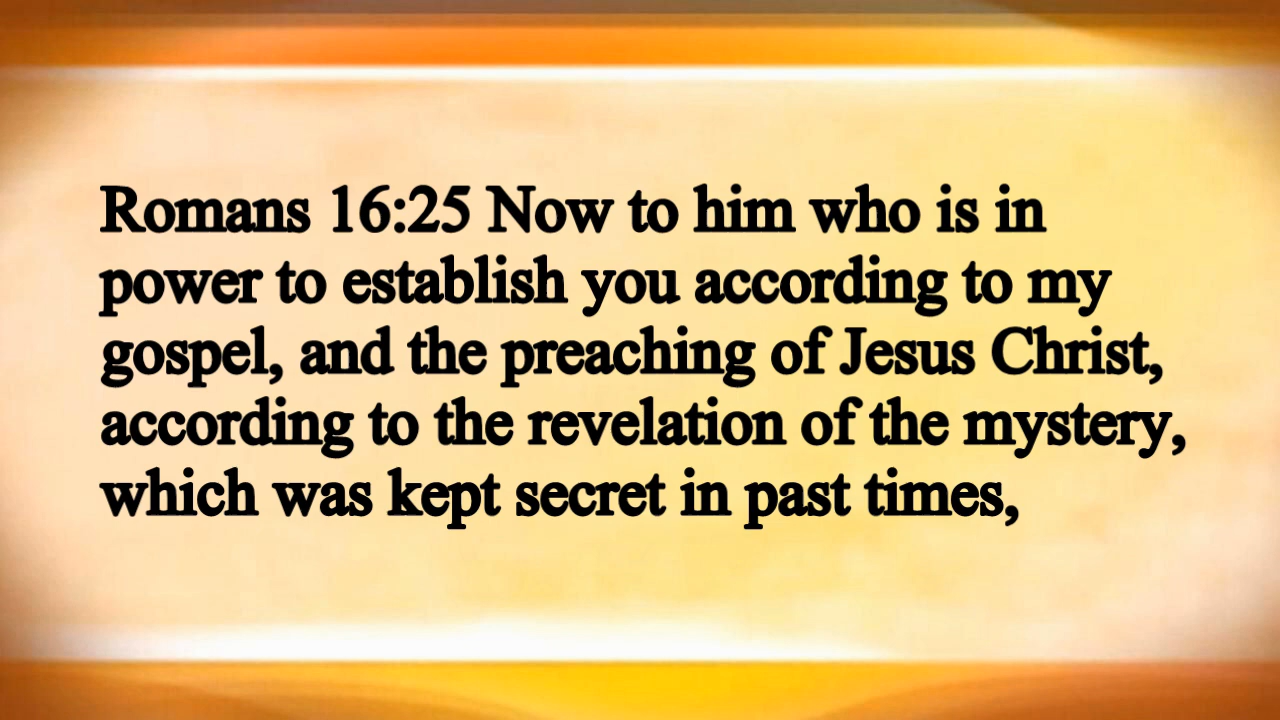 Romans 16:25 Now to him who is in
power to establish you according to my
gospel, and the preaching of Jesus Christ,
according to the revelation of the mystery,
which was kept secret in past times,